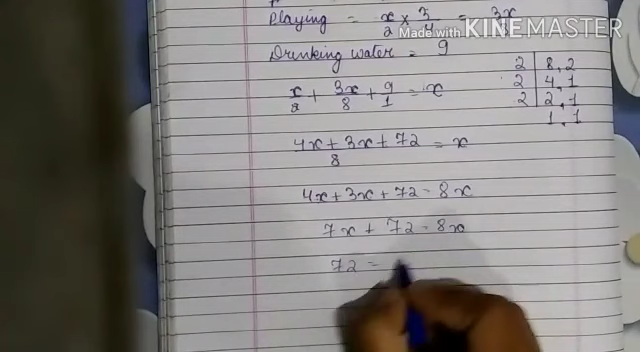 Playing = x/2 × 3/4 = 3x
Made with KINEMASTER
Drinking water = 9
x/2 + 3x/8 + 9/1 = x
2 | 8, 2
2 | 4, 1
2 | 2, 1
1, 1
4x + 3x + 72 / 8 = x
4x + 3x + 72 = 8x
7x + 72 = 8x
72 =